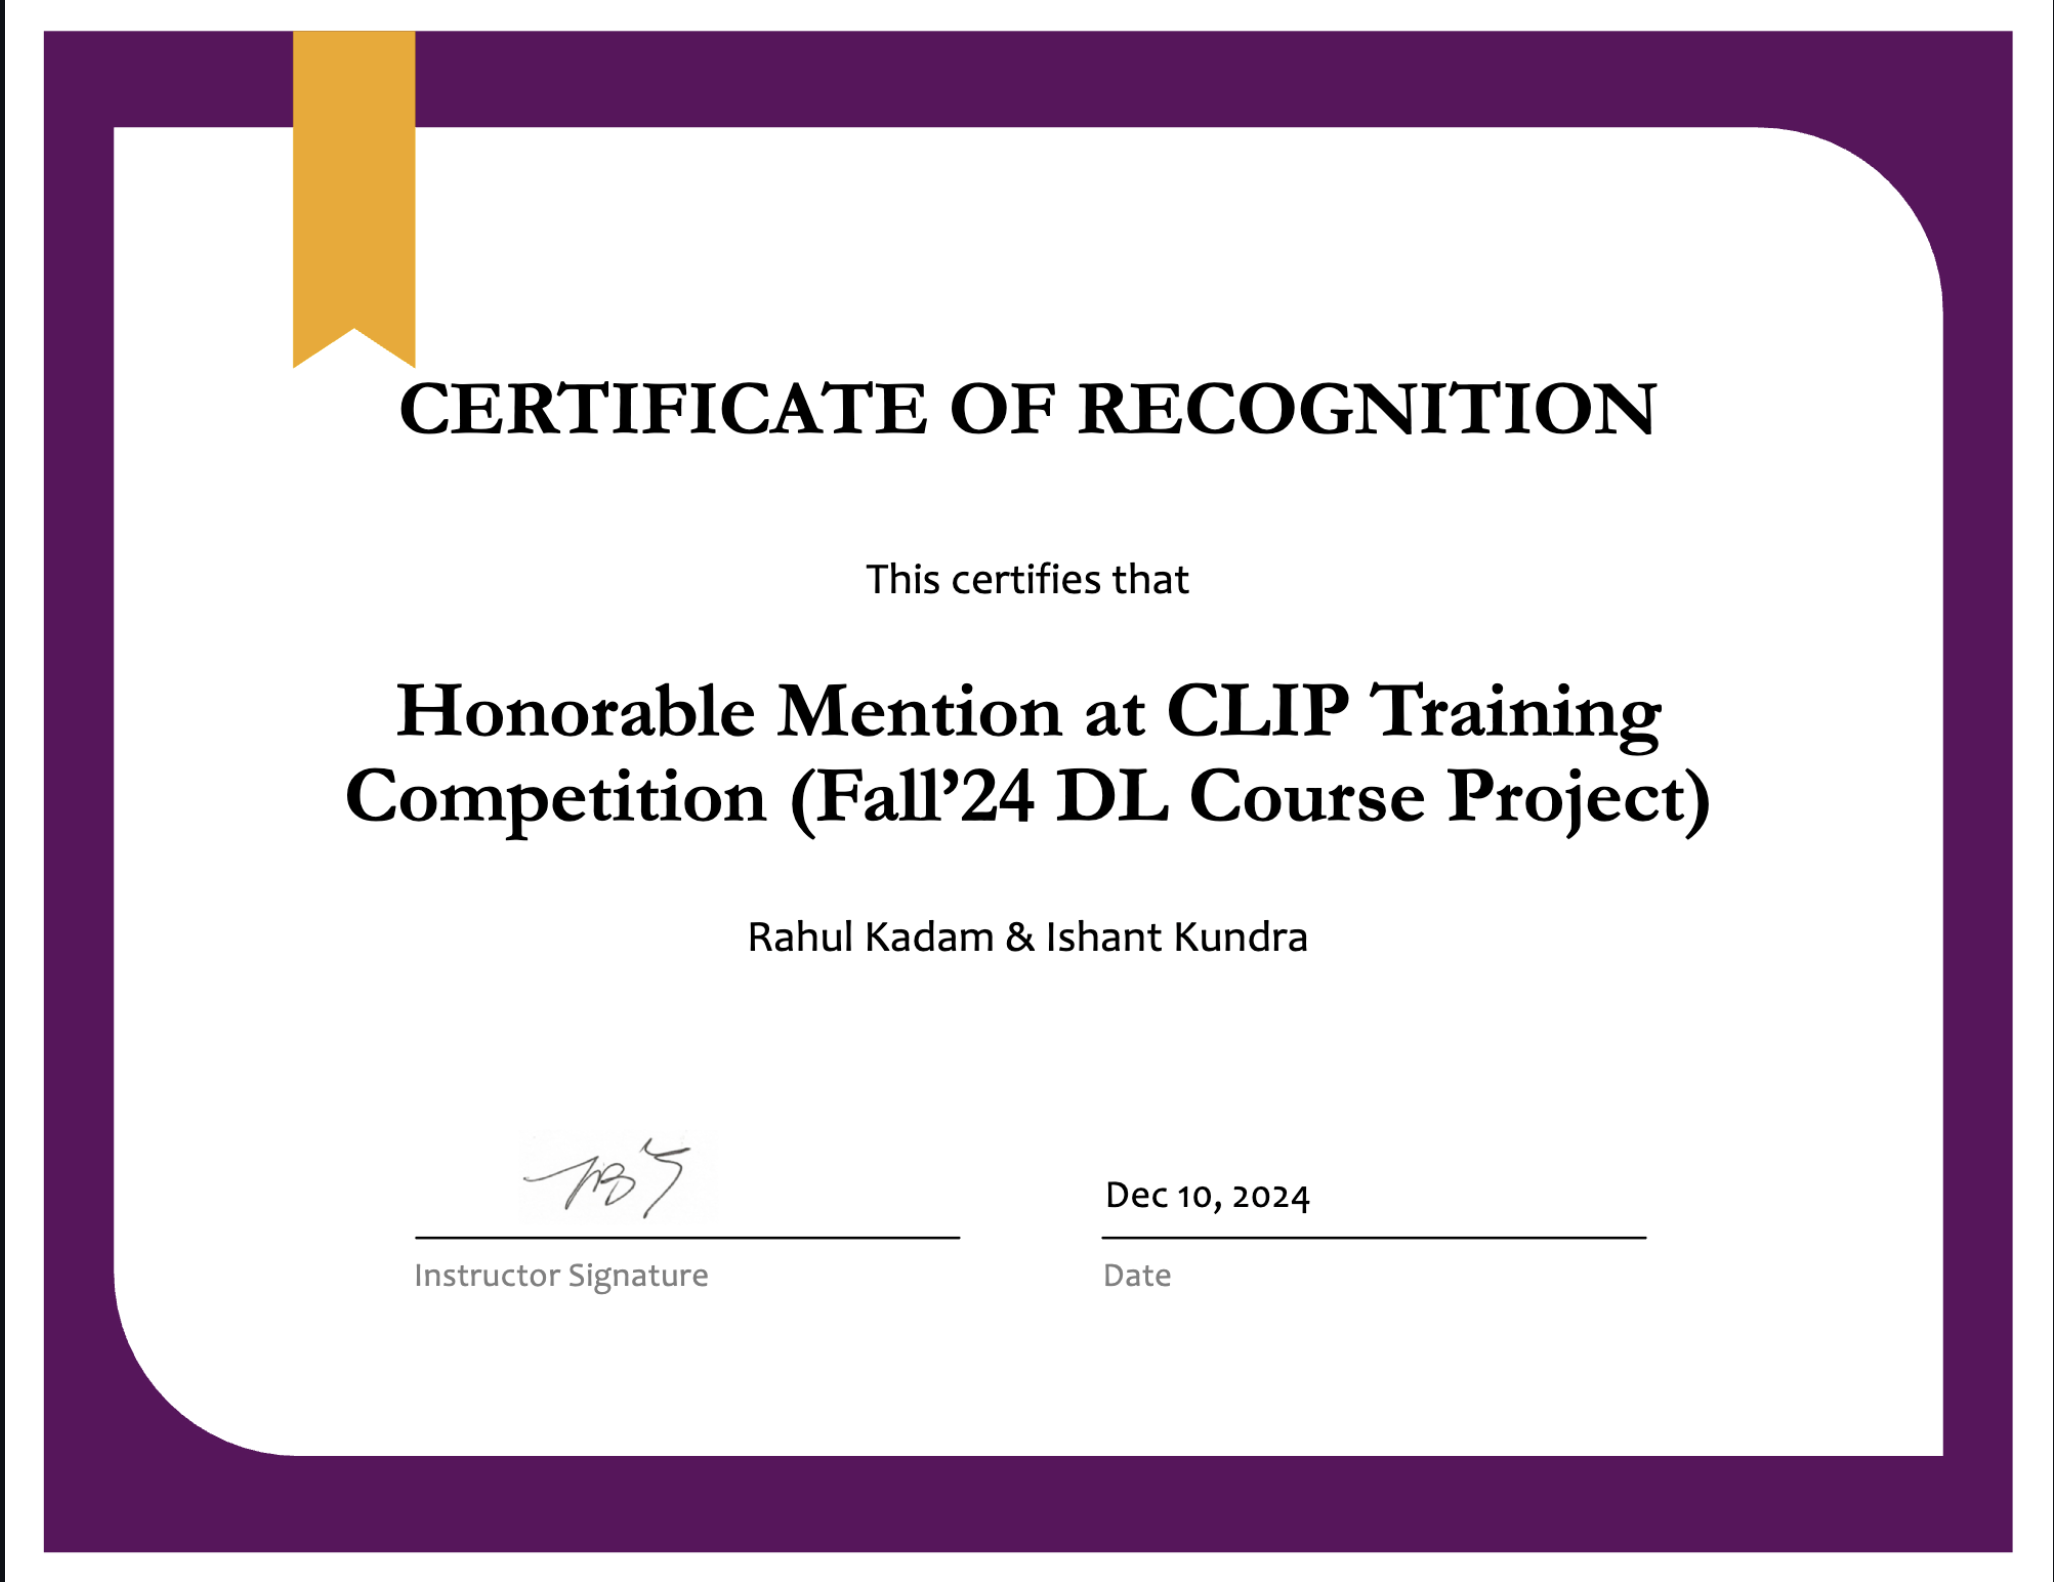 CERTIFICATE OF RECOGNITION
This certifies that
Honorable Mention at CLIP Training
Competition (Fall’24 DL Course Project)
Rahul Kadam & Ishant Kundra
Dec 10, 2024
Instructor Signature
Date